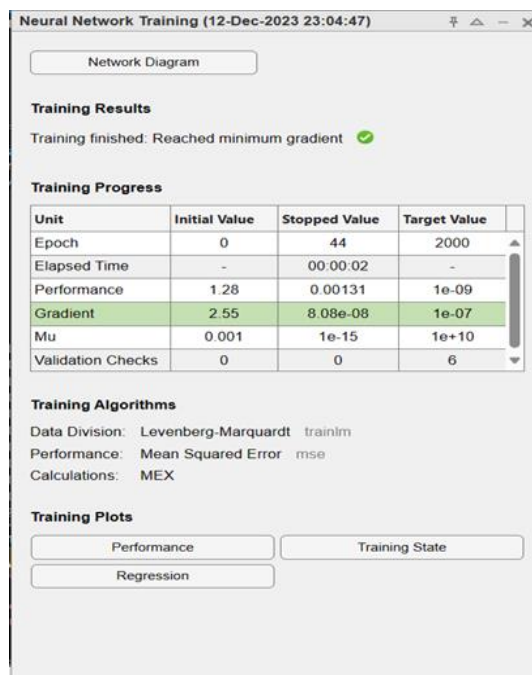 Neural Network Training (12-Dec-2023 23:04:47)
Network Diagram
Training Results
Training finished: Reached minimum gradient
Training Progress
Unit Initial Value Stopped Value Target Value
Epoch 0 44 2000
Elapsed Time - 00:00:02 -
Performance 1.28 0.00131 1e-09
Gradient 2.55 8.08e-08 1e-07
Mu 0.001 1e-15 1e+10
Validation Checks 0 0 6
Training Algorithms
Data Division: Levenberg-Marquardt trainlm
Performance: Mean Squared Error mse
Calculations: MEX
Training Plots
Performance Training State
Regression